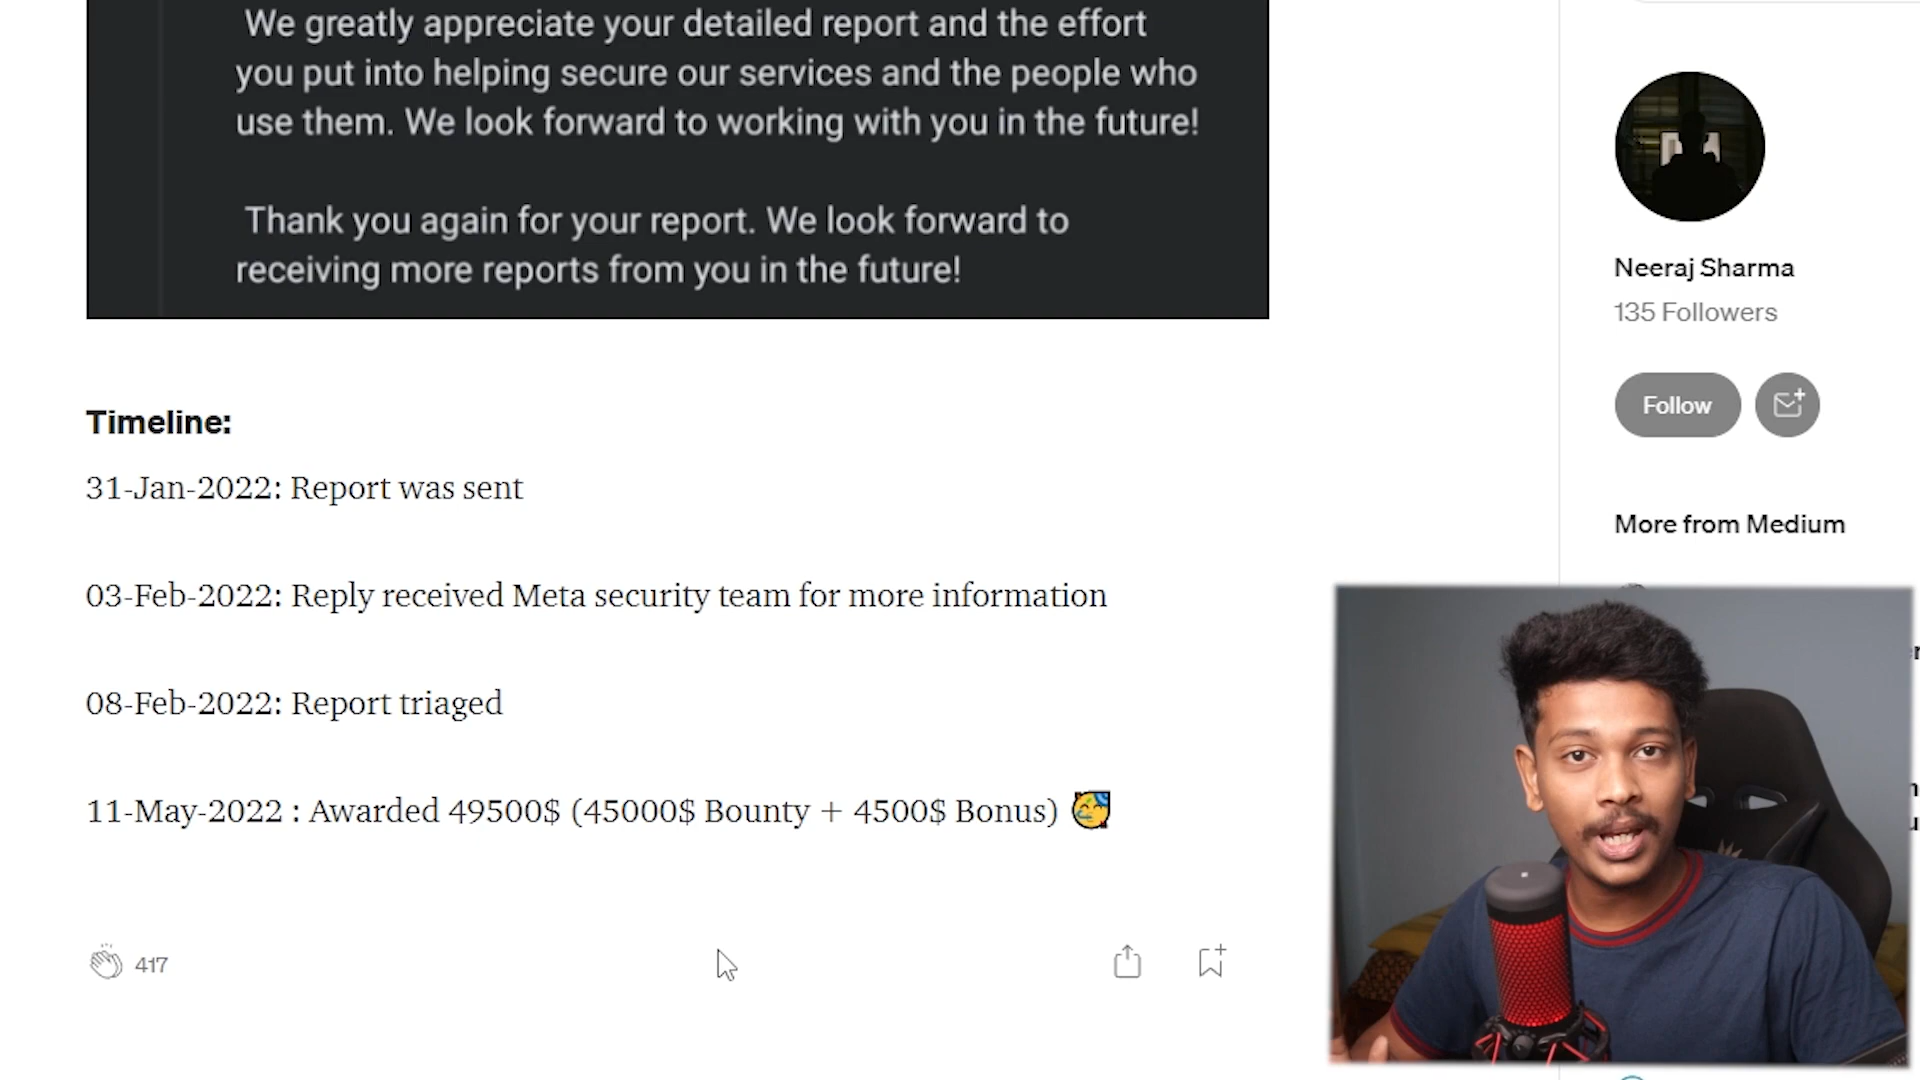 We greatly appreciate your detailed report and the effort
you put into helping secure our services and the people who
use them. We look forward to working with you in the future!
Thank you again for your report. We look forward to
receiving more reports from you in the future!
Timeline:
31-Jan-2022: Report was sent
03-Feb-2022: Reply received Meta security team for more information
08-Feb-2022: Report triaged
11-May-2022 : Awarded 49500$ (45000$ Bounty + 4500$ Bonus) 🥳
417
Neeraj Sharma
135 Followers
Follow
More from Medium